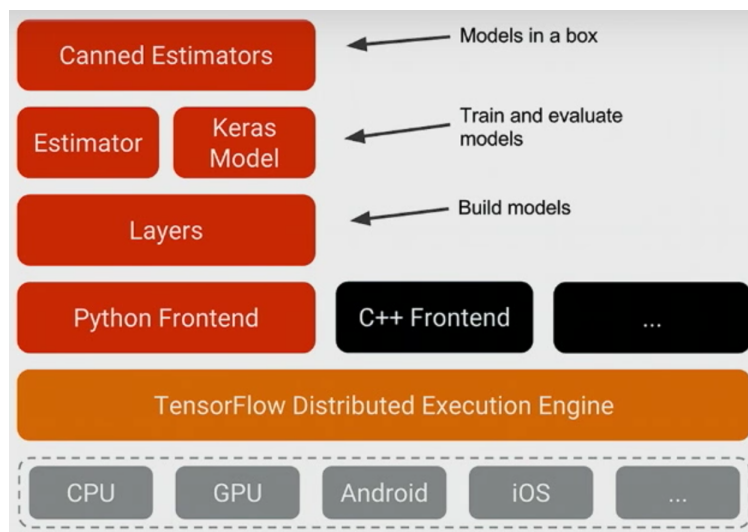 Canned Estimators
Models in a box
Estimator
Keras
Model
Train and evaluate
models
Layers
Build models
Python Frontend
C++ Frontend
...
TensorFlow Distributed Execution Engine
CPU
GPU
Android
iOS
...